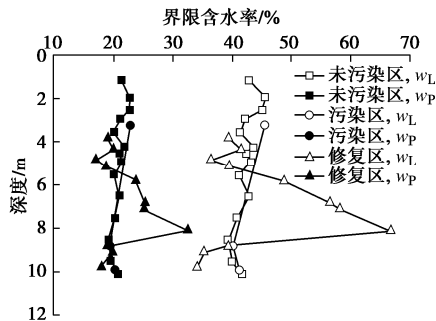 界限含水率/%
10 20 30 40 50 60 70
0
2
4
6
8
10
12
深度/m
未污染区, wL
未污染区, wP
污染区, wL
污染区, wP
修复区, wL
修复区, wP